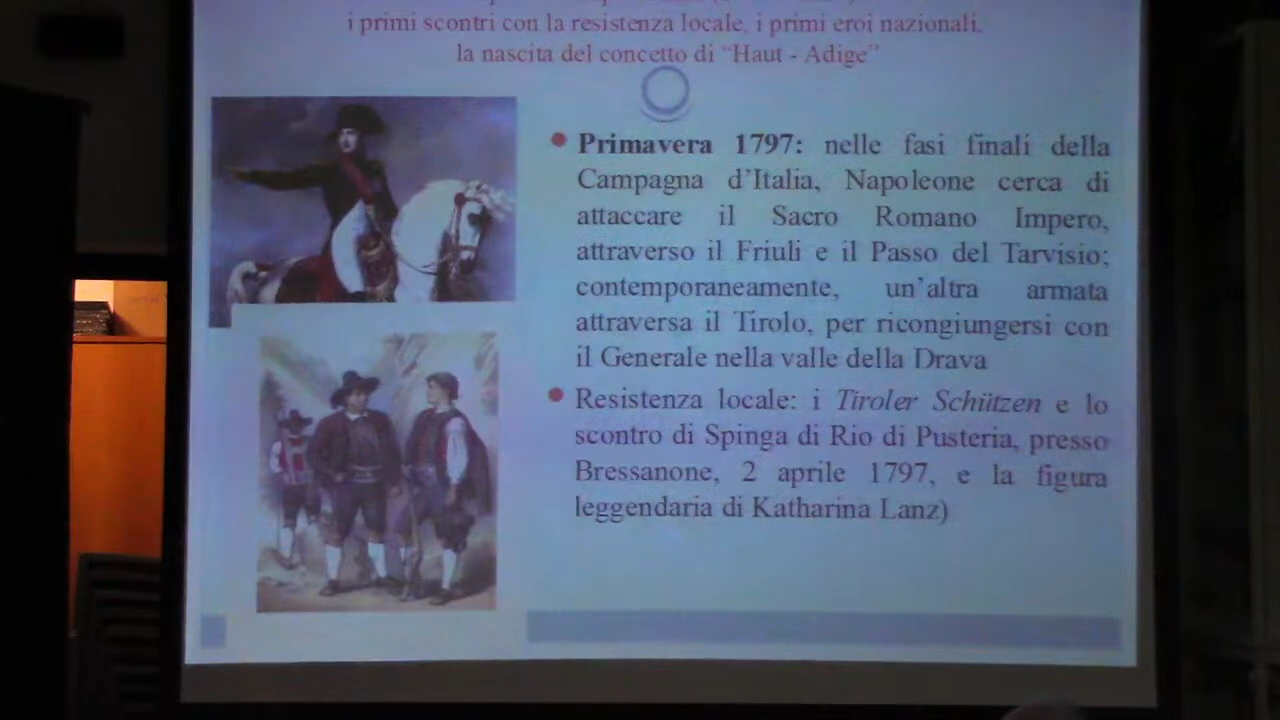 i primi scontri con la resistenza locale, i primi eroi nazionali,
la nascita del concetto di “Haut - Adige”
Primavera 1797: nelle fasi finali della
Campagna d’Italia, Napoleone cerca di
attaccare il Sacro Romano Impero,
attraverso il Friuli e il Passo del Tarvisio;
contemporaneamente, un’altra armata
attraversa il Tirolo, per ricongiungersi con
il Generale nella valle della Drava
Resistenza locale: i Tiroler Schützen e lo
scontro di Spinga di Rio di Pusteria, presso
Bressanone, 2 aprile 1797, e la figura
leggendaria di Katharina Lanz)